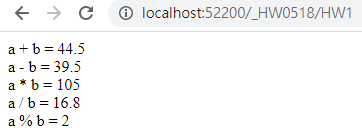 localhost:52200/_HW0518/HW1
a + b = 44.5
a - b = 39.5
a * b = 105
a / b = 16.8
a % b = 2